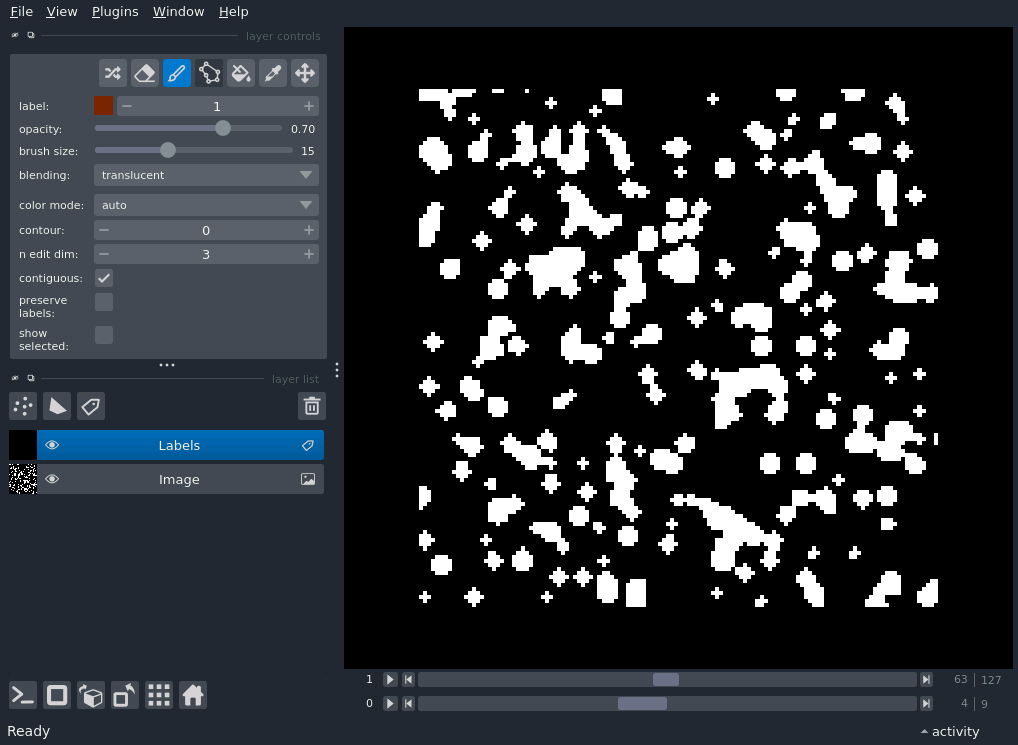 File View Plugins Window Help
layer controls
label: 1
opacity: 0.70
brush size: 15
blending: translucent
color mode: auto
contour: 0
n edit dim: 3
contiguous:
preserve
labels:
show
selected:
layer list
Labels
Image
1 63 127
0 4 9
Ready activity